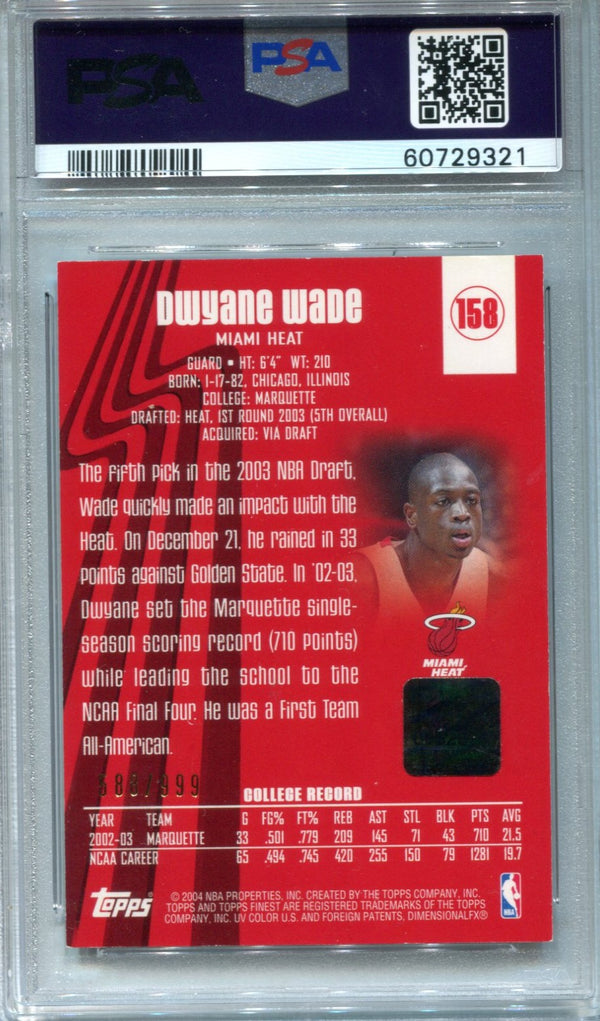 PSA
PSA
60729321
Dwyane Wade
158
MIAMI HEAT
GUARD • HT: 6'4" WT: 210
BORN: 1-17-82, CHICAGO, ILLINOIS
COLLEGE: MARQUETTE
DRAFTED: HEAT, 1ST ROUND 2003 (5TH OVERALL)
ACQUIRED: VIA DRAFT
The fifth pick in the 2003 NBA Draft,
Wade quickly made an impact with the
Heat. On December 21, he rained in 33
points against Golden State. In '02-03,
Dwyane set the Marquette single-
season scoring record (710 points)
while leading the school to the
NCAA Final Four. He was a First Team
All-American.
MIAMI
HEAT
588/999
COLLEGE RECORD
YEAR TEAM G FG% FT% REB AST STL BLK PTS AVG
2002-03 MARQUETTE 33 .501 .779 209 145 71 43 710 21.5
NCAA CAREER 65 .494 .745 420 255 150 79 1281 19.7
topps
© 2004 NBA PROPERTIES, INC. CREATED BY THE TOPPS COMPANY, INC.
TOPPS AND TOPPS FINEST ARE REGISTERED TRADEMARKS OF THE TOPPS
COMPANY, INC. UV COLOR U.S. AND FOREIGN PATENTS, DIMENSIONALFX®
NBA